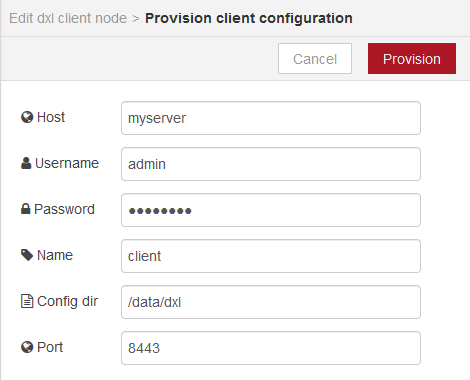 Edit dxl client node > Provision client configuration
Cancel Provision
Host myserver
Username admin
Password ●●●●●●●●
Name client
Config dir /data/dxl
Port 8443